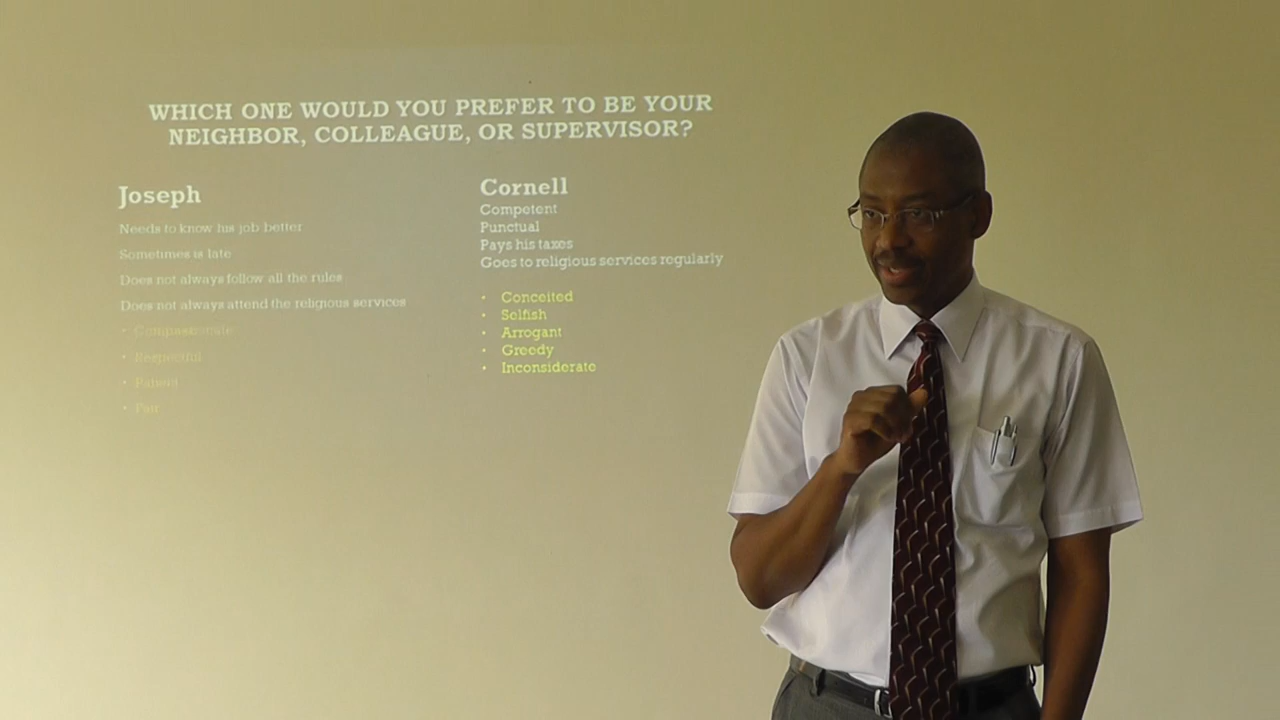 WHICH ONE WOULD YOU PREFER TO BE YOUR
NEIGHBOR, COLLEAGUE, OR SUPERVISOR?
Joseph
Needs to know his job better
Sometimes is late
Does not always follow all the rules
Does not always attend the religious services
• Compassionate
• Respectful
• Patient
• Fair
Cornell
Competent
Punctual
Pays his taxes
Goes to religious services regularly
• Conceited
• Selfish
• Arrogant
• Greedy
• Inconsiderate